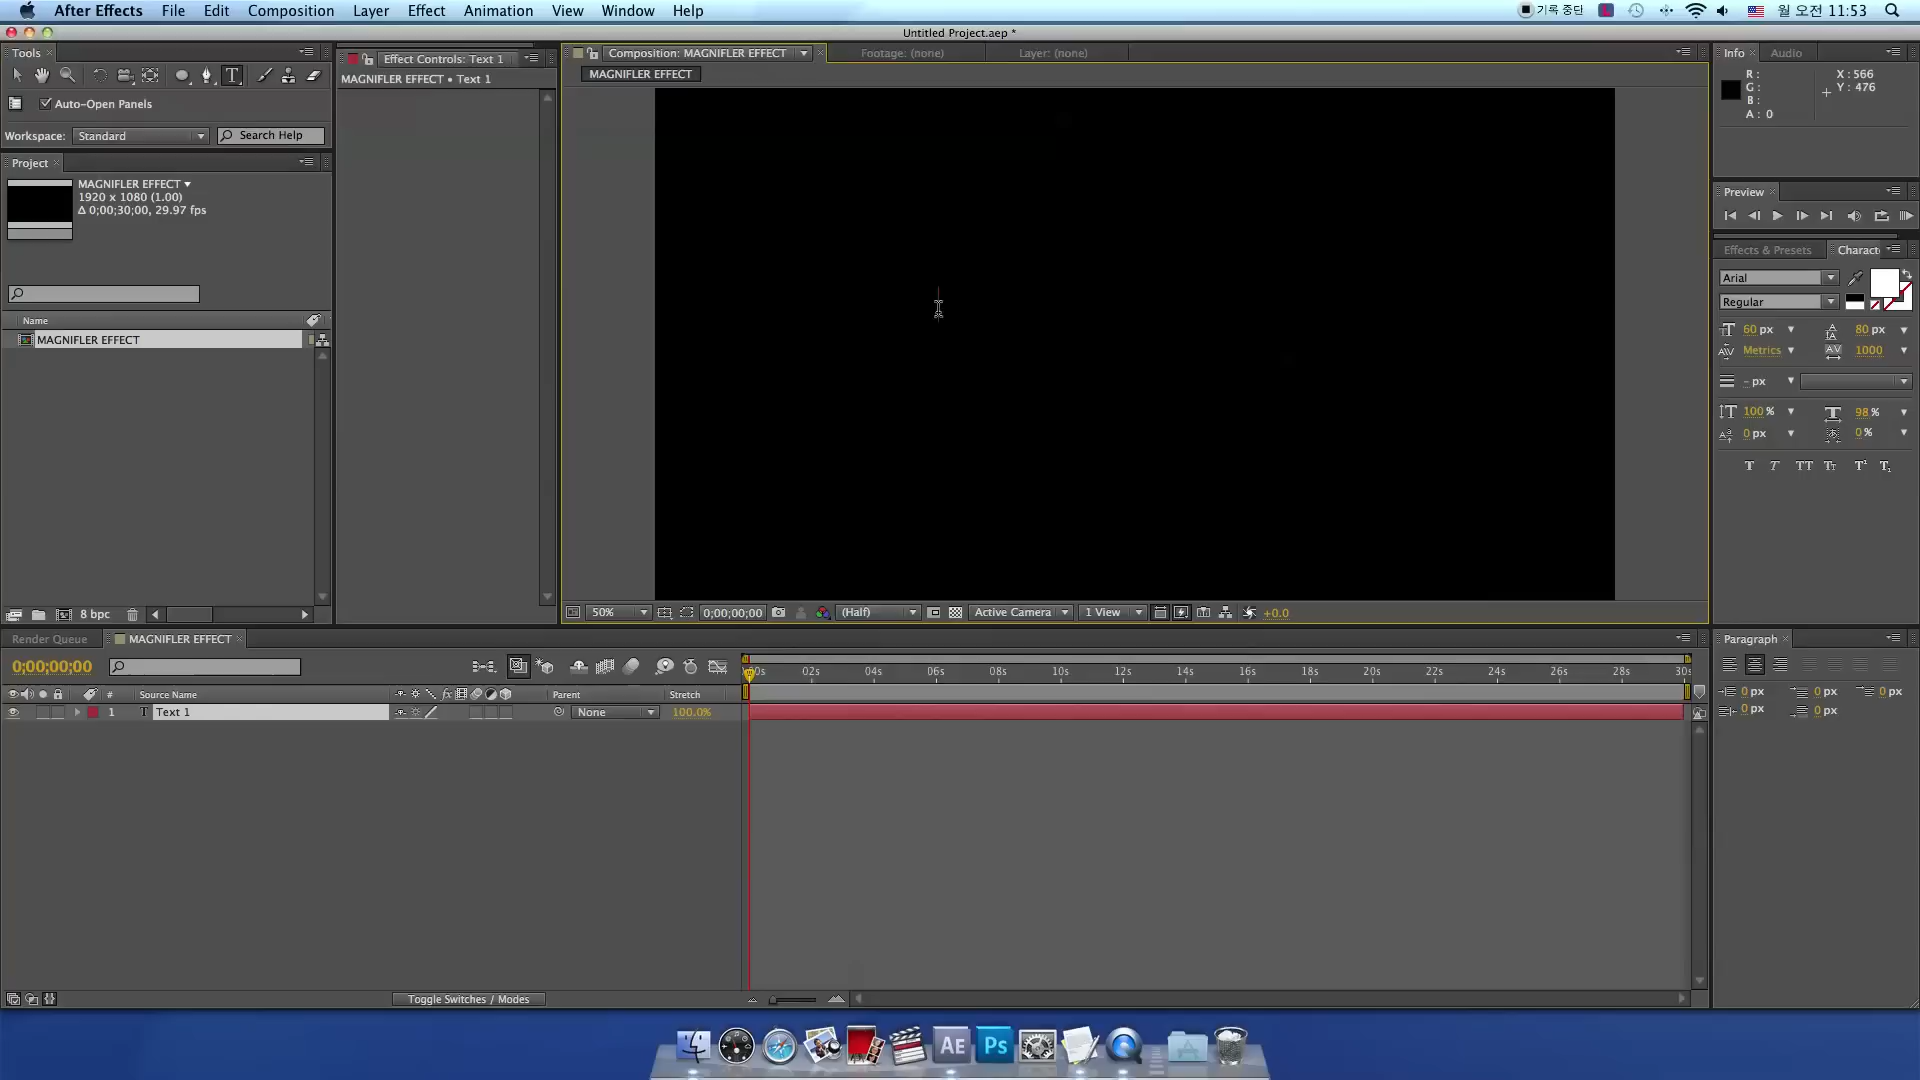 After Effects File Edit Composition Layer Effect Animation View Window Help
기록 중단
월 오전 11:53
Untitled Project.aep *
Tools
Auto-Open Panels
Workspace: Standard
Search Help
Project
MAGNIFLER EFFECT
1920 x 1080 (1.00)
Δ 0;00;30;00, 29.97 fps
Name
MAGNIFLER EFFECT
8 bpc
Effect Controls: Text 1
MAGNIFLER EFFECT • Text 1
Composition: MAGNIFLER EFFECT
Footage: (none)
Layer: (none)
MAGNIFLER EFFECT
50%
0;00;00;00
(Half)
Active Camera
1 View
+0.0
Info
Audio
R :
G :
B :
A : 0
X : 566
Y : 476
Preview
Effects & Presets
Charact
Arial
Regular
60 px
80 px
Metrics
1000
- px
100 %
98 %
0 px
0 %
T T TT Tт T¹ T₁
Render Queue
MAGNIFLER EFFECT
0;00;00;00
# Source Name
Parent
Stretch
1 T Text 1
None
100.0%
00s 02s 04s 06s 08s 10s 12s 14s 16s 18s 20s 22s 24s 26s 28s 30s
Toggle Switches / Modes
Paragraph
0 px
0 px
0 px
0 px
0 px
AE
Ps